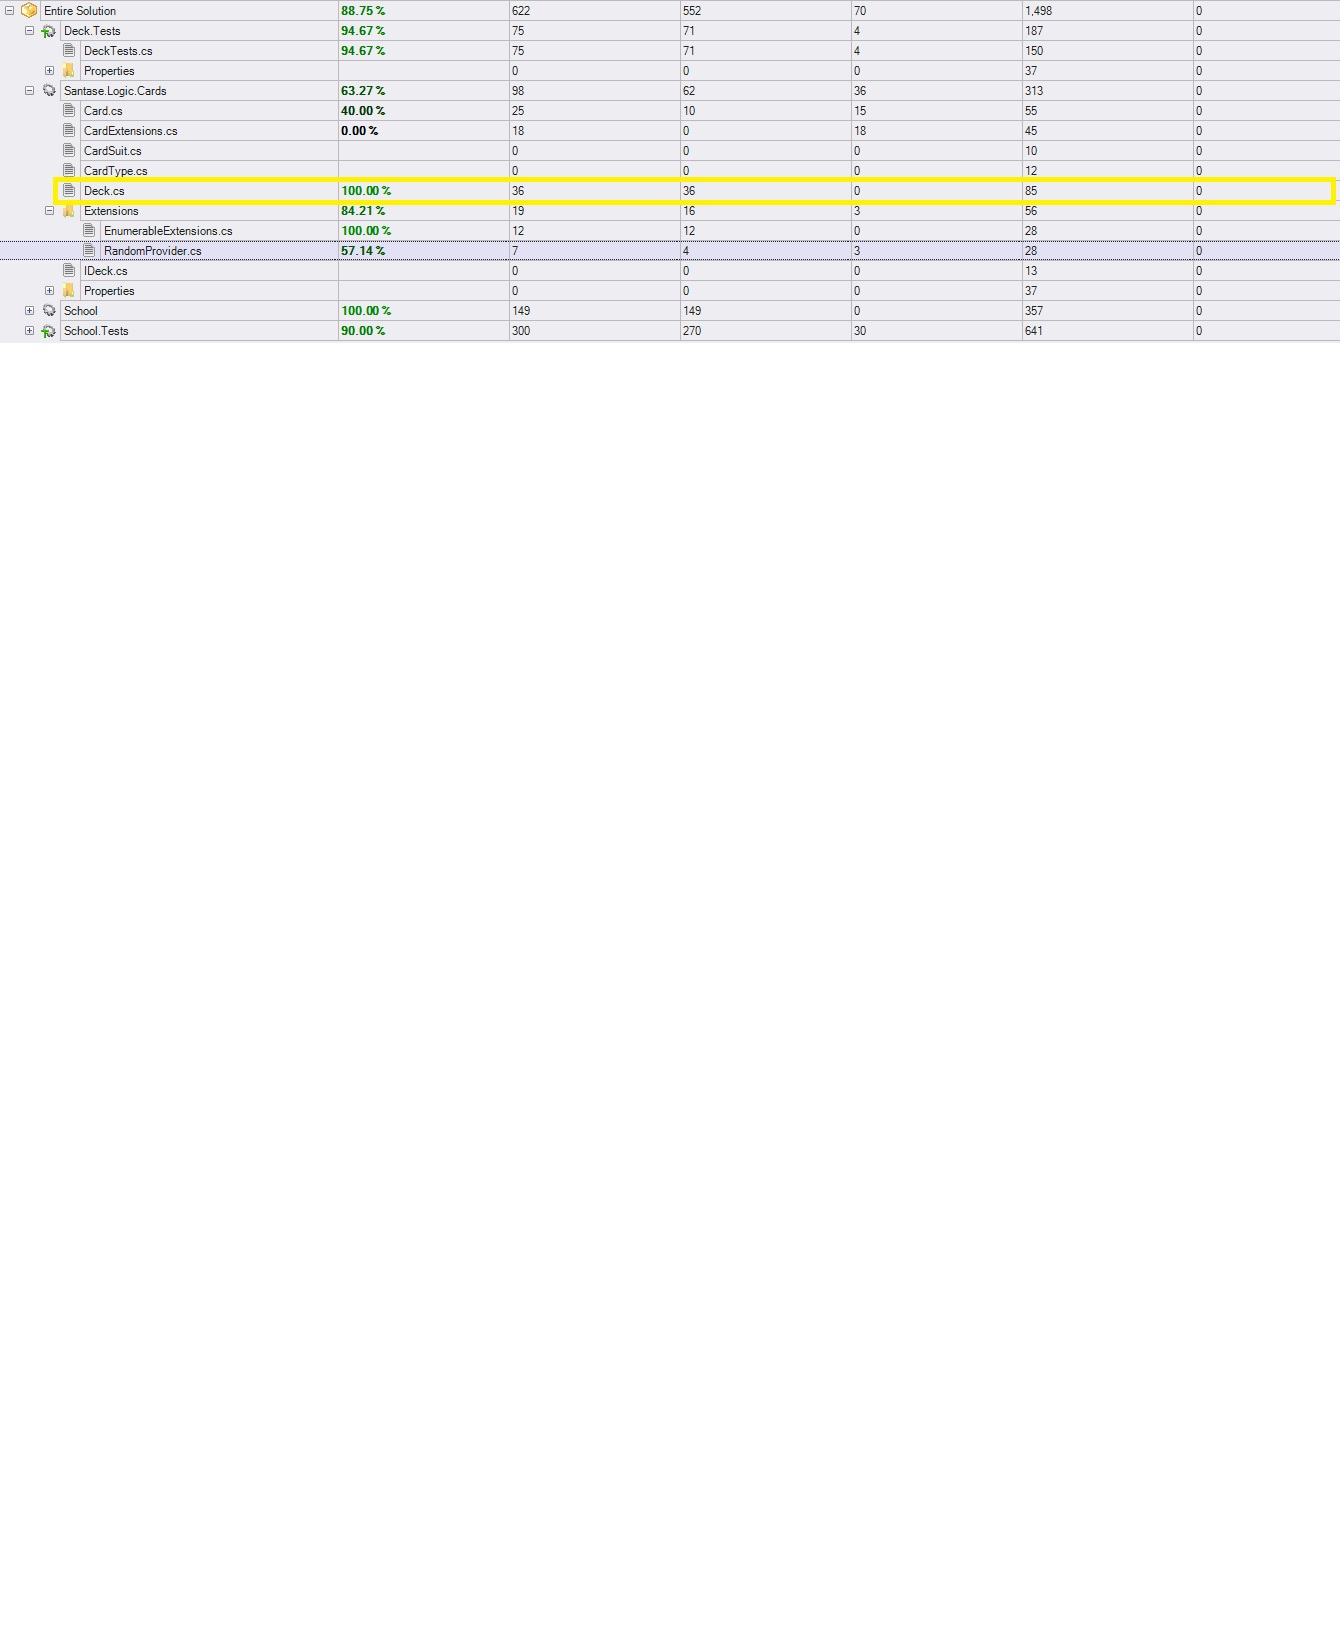 Entire Solution 88.75 % 622 552 70 1,498 0
Deck.Tests 94.67 % 75 71 4 187 0
DeckTests.cs 94.67 % 75 71 4 150 0
Properties 0 0 0 37 0
Santase.Logic.Cards 63.27 % 98 62 36 313 0
Card.cs 40.00 % 25 10 15 55 0
CardExtensions.cs 0.00 % 18 0 18 45 0
CardSuit.cs 0 0 0 10 0
CardType.cs 0 0 0 12 0
Deck.cs 100.00 % 36 36 0 85 0
Extensions 84.21 % 19 16 3 56 0
EnumerableExtensions.cs 100.00 % 12 12 0 28 0
RandomProvider.cs 57.14 % 7 4 3 28 0
IDeck.cs 0 0 0 13 0
Properties 0 0 0 37 0
School 100.00 % 149 149 0 357 0
School.Tests 90.00 % 300 270 30 641 0